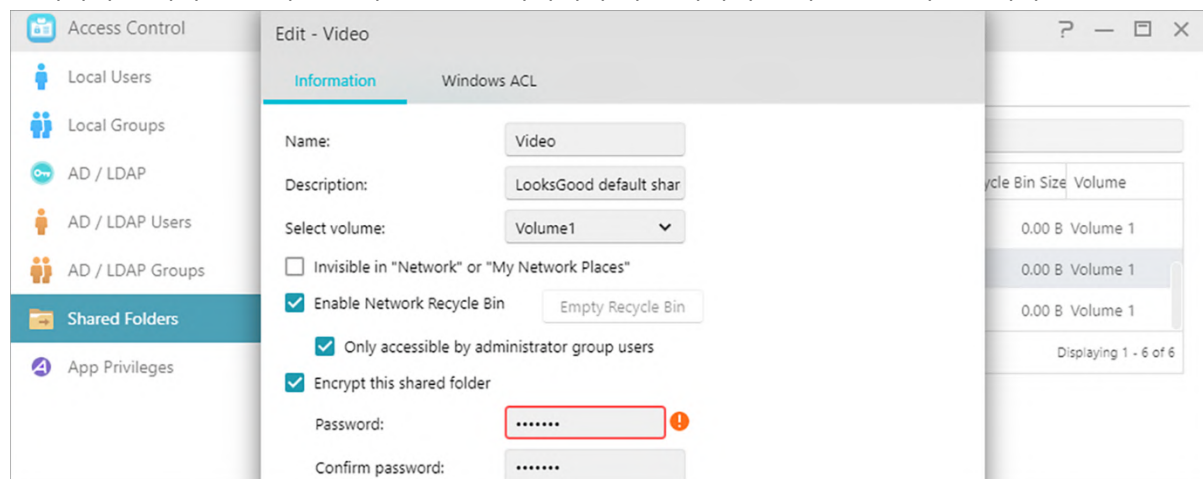 Access Control
Edit - Video
Local Users
Information
Windows ACL
Local Groups
Name:
Video
AD / LDAP
Description:
LooksGood default shar
Bin Size
Volume
AD / LDAP Users
Select volume:
Volume1
0.00 B Volume 1
AD / LDAP Groups
Invisible in "Network" or "My Network Places"
0.00 B Volume 1
Shared Folders
Enable Network Recycle Bin
Empty Recycle Bin
0.00 B Volume 1
Only accessible by administrator group users
Displaying 1 - 6 of 6
App Privileges
Encrypt this shared folder
Password:
•••••••
Confirm password:
•••••••